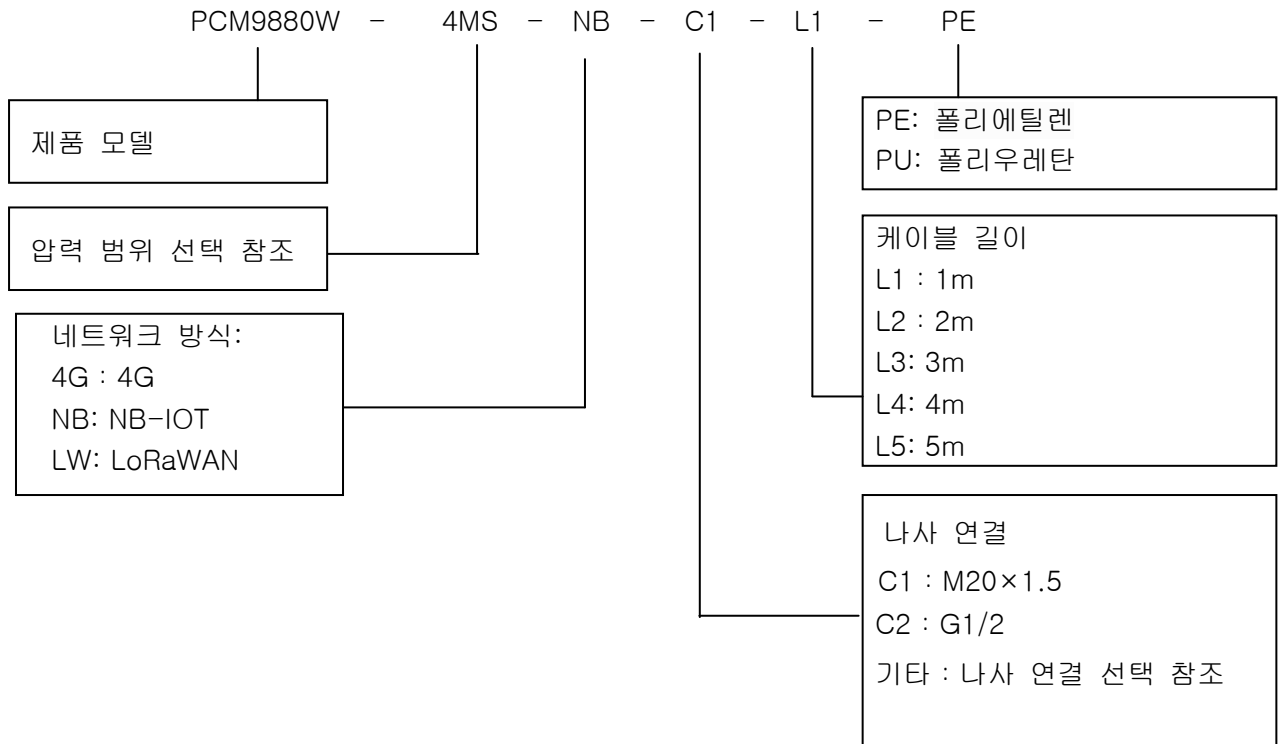 PCM9880W - 4MS - NB - C1 - L1 - PE
제품 모델
압력 범위 선택 참조
네트워크 방식:
4G : 4G
NB: NB-IOT
LW: LoRaWAN
PE: 폴리에틸렌
PU: 폴리우레탄
케이블 길이
L1 : 1m
L2 : 2m
L3: 3m
L4: 4m
L5: 5m
나사 연결
C1 : M20×1.5
C2 : G1/2
기타 : 나사 연결 선택 참조